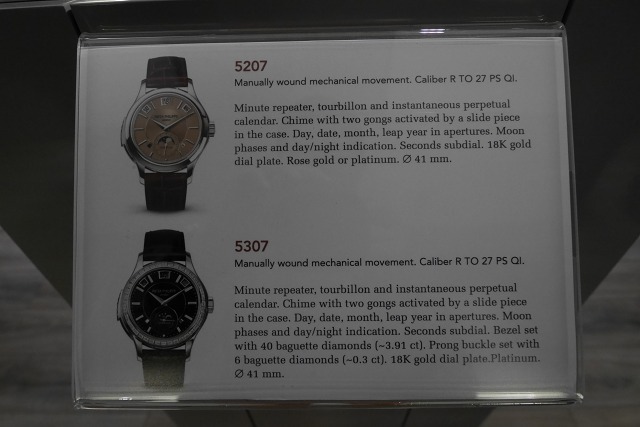 5207
Manually wound mechanical movement. Caliber R TO 27 PS QI.
Minute repeater, tourbillon and instantaneous perpetual
calendar. Chime with two gongs activated by a slide piece
in the case. Day, date, month, leap year in apertures. Moon
phases and day/night indication. Seconds subdial. 18K gold
dial plate. Rose gold or platinum. Ø 41 mm.
5307
Manually wound mechanical movement. Caliber R TO 27 PS QI.
Minute repeater, tourbillon and instantaneous perpetual
calendar. Chime with two gongs activated by a slide piece
in the case. Day, date, month, leap year in apertures. Moon
phases and day/night indication. Seconds subdial. Bezel set
with 40 baguette diamonds (~3.91 ct). Prong buckle set with
6 baguette diamonds (~0.3 ct). 18K gold dial plate.Platinum.
Ø 41 mm.